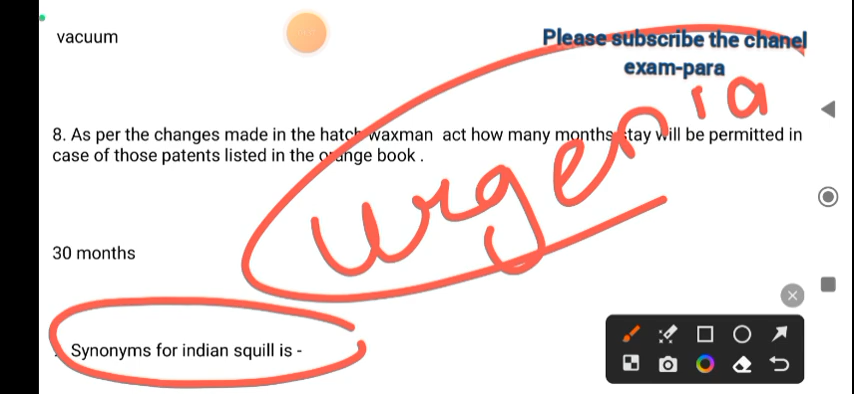 vacuum
Please subscribe the chanel
exam-para
8. As per the changes made in the hatch waxman act how many months stay will be permitted in
case of those patents listed in the orange book .
urgenia
30 months
Synonyms for indian squill is -